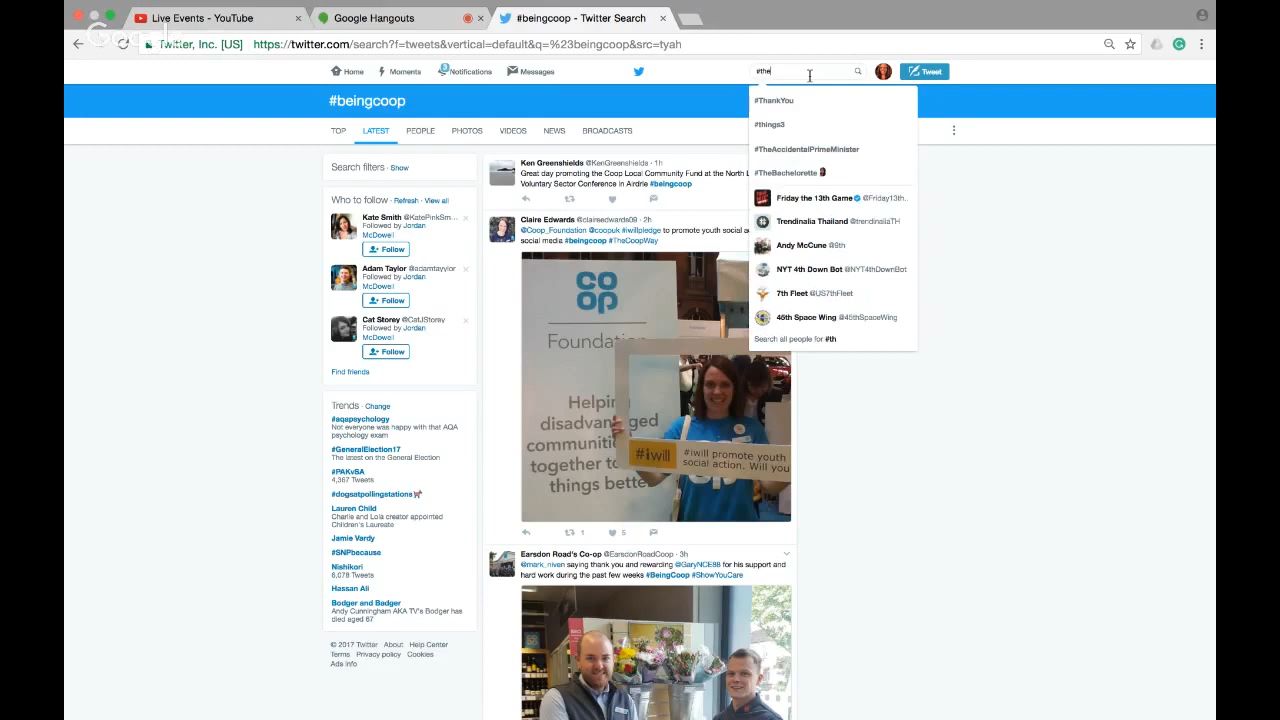 Live Events - YouTube
Google Hangouts
#beingcoop - Twitter Search
Google
Twitter, Inc. [US]
https://twitter.com/search?f=tweets&vertical=default&q=%23beingcoop&src=tyah
Home
Moments
Notifications
Messages
#the
Tweet
#beingcoop
TOP
LATEST
PEOPLE
PHOTOS
VIDEOS
NEWS
BROADCASTS
#ThankYou
#things3
#TheAccidentalPrimeMinister
#TheBachelorette
Friday the 13th Game @Friday13th..
Trendinalia Thailand @trendinaliaTH
Andy McCune @9th
NYT 4th Down Bot @NYT4thDownBot
7th Fleet @US7thFleet
45th Space Wing @45thSpaceWing
Search all people for #th
Search filters · Show
Who to follow · Refresh · View all
Kate Smith @KatePinkSm...
Followed by Jordan
McDowell
Follow
Adam Taylor @adamtayylor
Followed by Jordan
McDowell
Follow
Cat Storey @CatJStorey
Followed by Jordan
McDowell
Follow
Find friends
Trends · Change
#aqapsychology
Not everyone was happy with that AQA
psychology exam
#GeneralElection17
The latest on the General Election
#PAKvSA
4,367 Tweets
#dogsatpollingstations
Lauren Child
Charlie and Lola creator appointed
Children's Laureate
Jamie Vardy
#SNPbecause
Nishikori
6,078 Tweets
Hassan Ali
Bodger and Badger
Andy Cunningham AKA TV's Bodger has
died aged 67
© 2017 Twitter About Help Center
Terms Privacy policy Cookies
Ads info
Ken Greenshields @KenGreenshields · 1h
Great day promoting the Coop Local Community Fund at the North L
Voluntary Sector Conference in Airdrie #beingcoop
Claire Edwards @clairedwards09 · 2h
@Coop_Foundation @coopuk #iwillpledge to promote youth social a
social media #beingcoop #TheCoopWay
CO
OP
Foundation
Helping
disadvan ged
communiti
together to
things bette
#iwill
#iwill promote youth
social action. Will you
1
5
Earsdon Road's Co-op @EarsdonRoadCoop · 3h
@mark_niven saying thank you and rewarding @GaryNCE88 for his support and
hard work during the past few weeks #BeingCoop #ShowYouCare